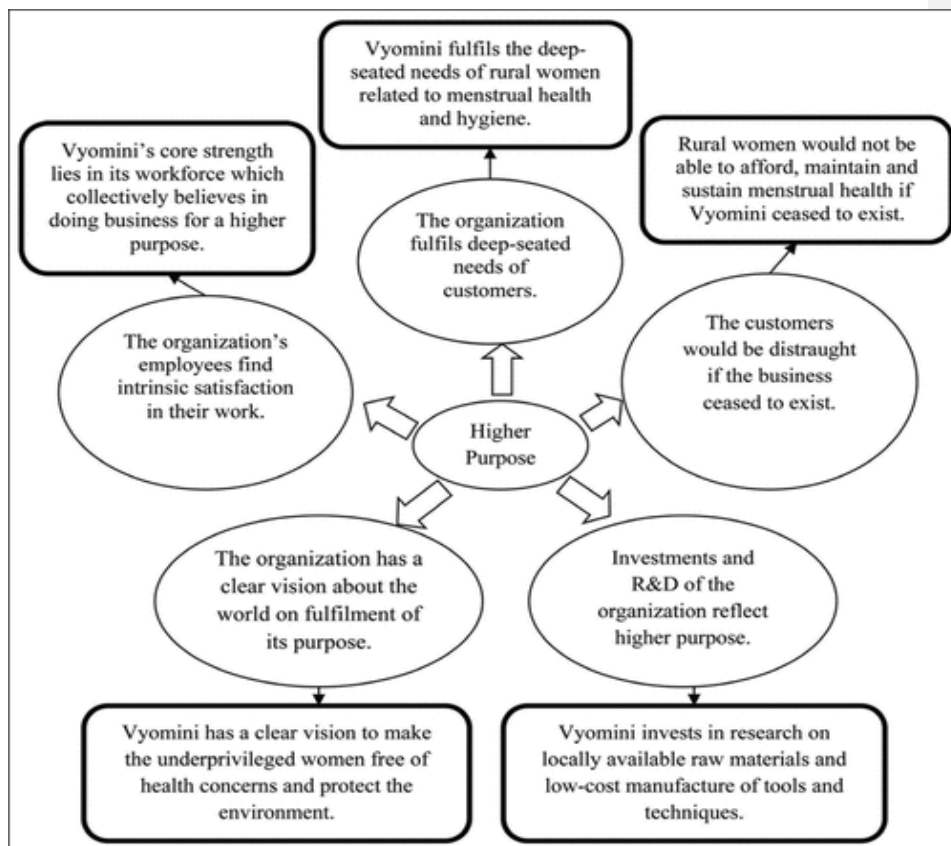 Vyomini fulfils the deep-
seated needs of rural women
related to menstrual health
and hygiene.
Vyomini's core strength
lies in its workforce which
collectively believes in
doing business for a higher
purpose.
Rural women would not be
able to afford, maintain and
sustain menstrual health if
Vyomini ceased to exist.
The organization
fulfils deep-seated
needs of
customers.
The organization's
employees find
intrinsic satisfaction
in their work.
The customers
would be distraught
if the business
ceased to exist.
Higher
Purpose
The organization has a
clear vision about the
world on fulfilment of
its purpose.
Investments and
R&D of the
organization reflect
higher purpose.
Vyomini has a clear vision to make
the underprivileged women free of
health concerns and protect the
environment.
Vyomini invests in research on
locally available raw materials and
low-cost manufacture of tools and
techniques.